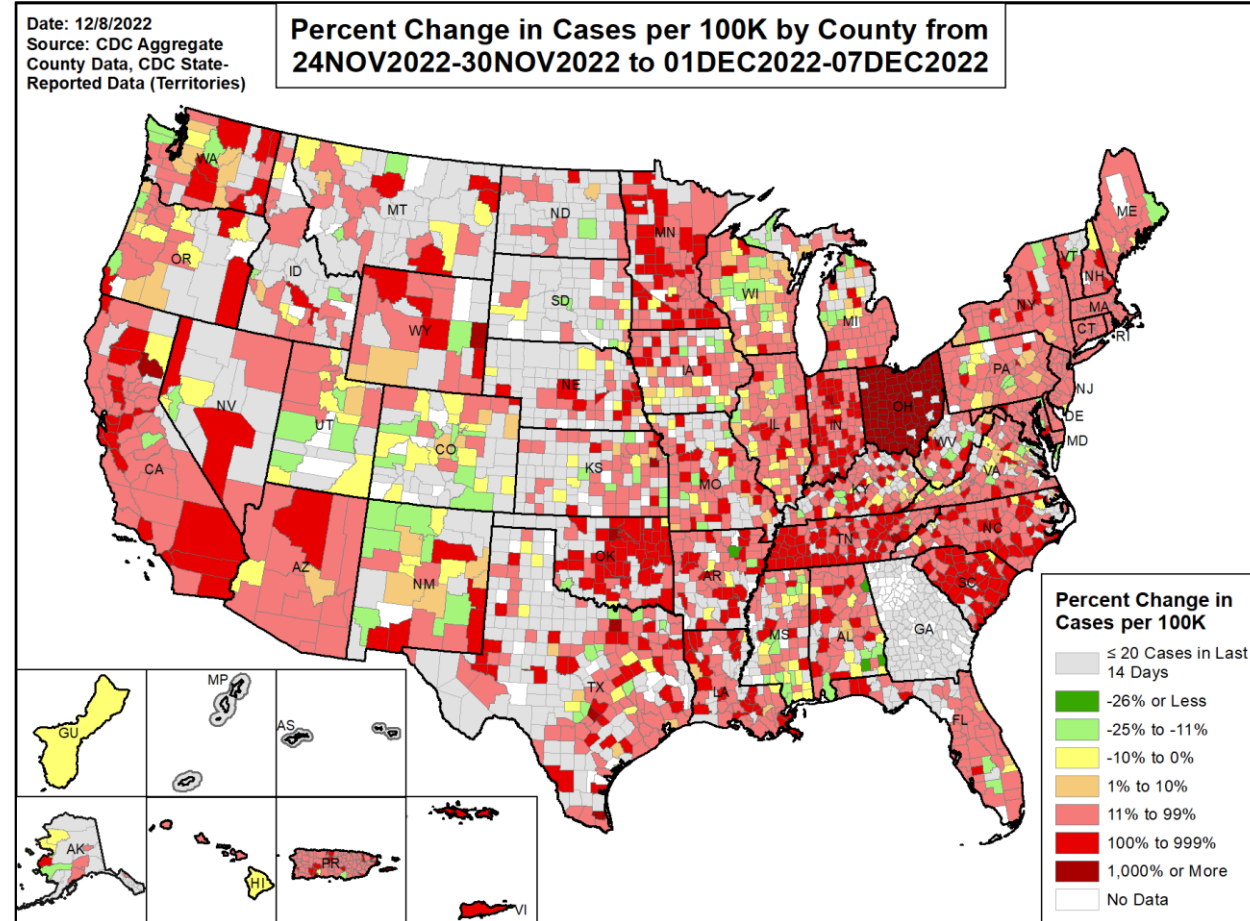 Date: 12/8/2022
Source: CDC Aggregate
County Data, CDC State-
Reported Data (Territories)
Percent Change in Cases per 100K by County from
24NOV2022-30NOV2022 to 01DEC2022-07DEC2022
WA
MT
ND
MN
ME
OR
ID
SD
WI
MI
VT
NH
NY
MA
CT
RI
WY
IA
NE
PA
NJ
NV
UT
CO
IL
IN
OH
DE
MD
WV
VA
CA
KS
MO
KY
AZ
NM
OK
AR
TN
NC
SC
MS
AL
GA
TX
LA
FL
GU
MP
AS
AK
HI
PR
VI
Percent Change in
Cases per 100K
≤ 20 Cases in Last
14 Days
-26% or Less
-25% to -11%
-10% to 0%
1% to 10%
11% to 99%
100% to 999%
1,000% or More
No Data